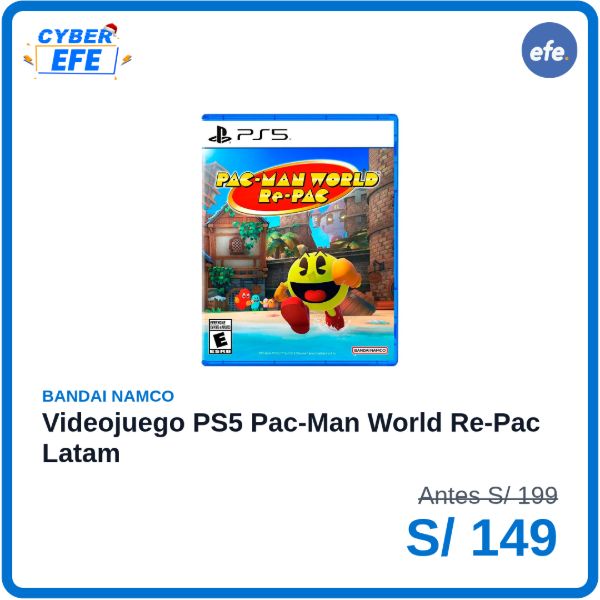 CYBER
EFE
efe.
PS5
PAC-MAN WORLD
Re-PAC
E
ESRB
BANDAI NAMCO
BANDAI NAMCO
Videojuego PS5 Pac-Man World Re-Pac
Latam
Antes S/ 199
S/ 149